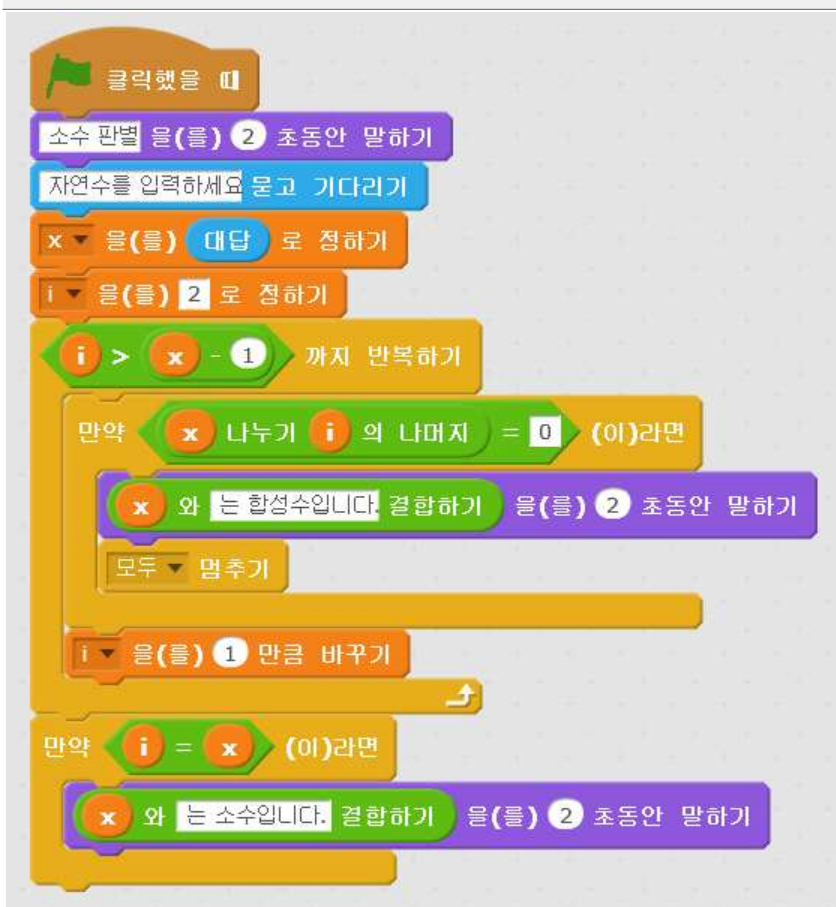 클릭했을 때
소수 판별 을(를) 2 초동안 말하기
자연수를 입력하세요 묻고 기다리기
x 을(를) 대답 로 정하기
i 을(를) 2 로 정하기
i > x - 1 까지 반복하기
만약 x 나누기 i 의 나머지 = 0 (이)라면
x 와 는 합성수입니다. 결합하기 을(를) 2 초동안 말하기
모두 멈추기
i 을(를) 1 만큼 바꾸기
만약 i = x (이)라면
x 와 는 소수입니다. 결합하기 을(를) 2 초동안 말하기